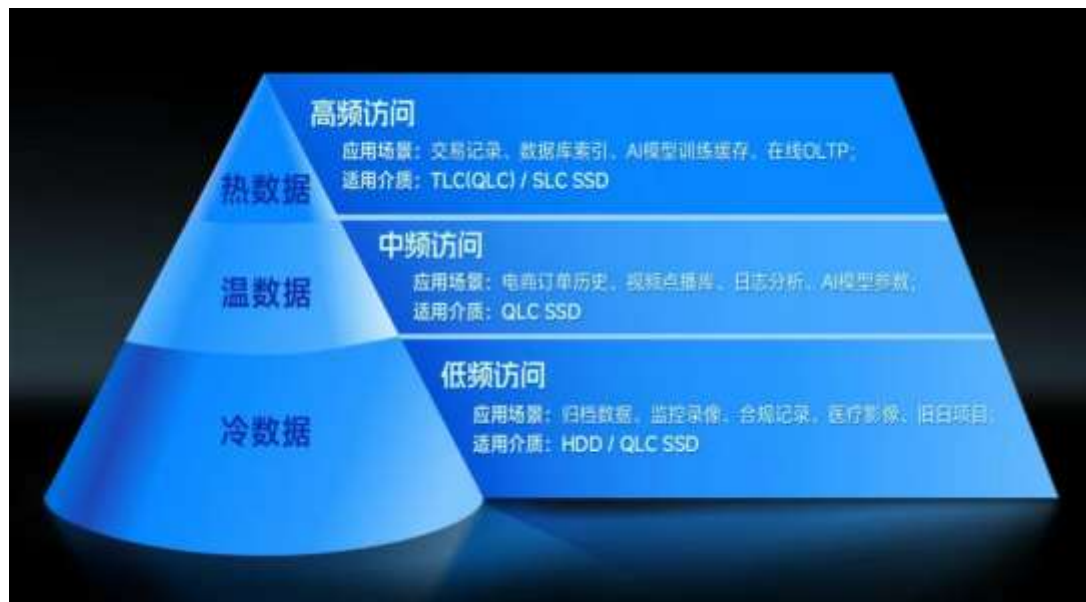 高频访问
应用场景：交易记录、数据库索引、AI模型训练缓存、在线OLTP；
适用介质：TLC(QLC) / SLC SSD
热数据
中频访问
应用场景：电商订单历史、视频点播库、日志分析、AI模型参数；
适用介质：QLC SSD
温数据
低频访问
应用场景：归档数据、监控录像、合规记录、医疗影像、旧日项目；
适用介质：HDD / QLC SSD
冷数据